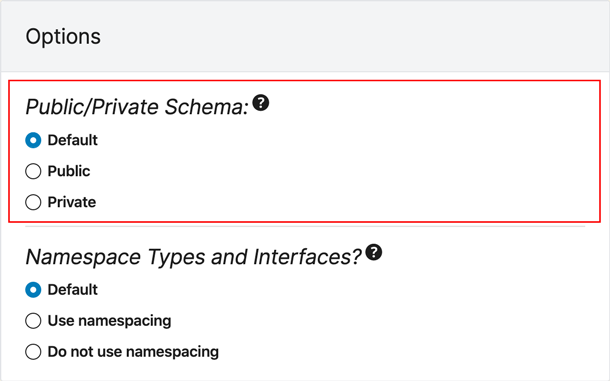 Options
Public/Private Schema: ?
Default
Public
Private
Namespace Types and Interfaces? ?
Default
Use namespacing
Do not use namespacing